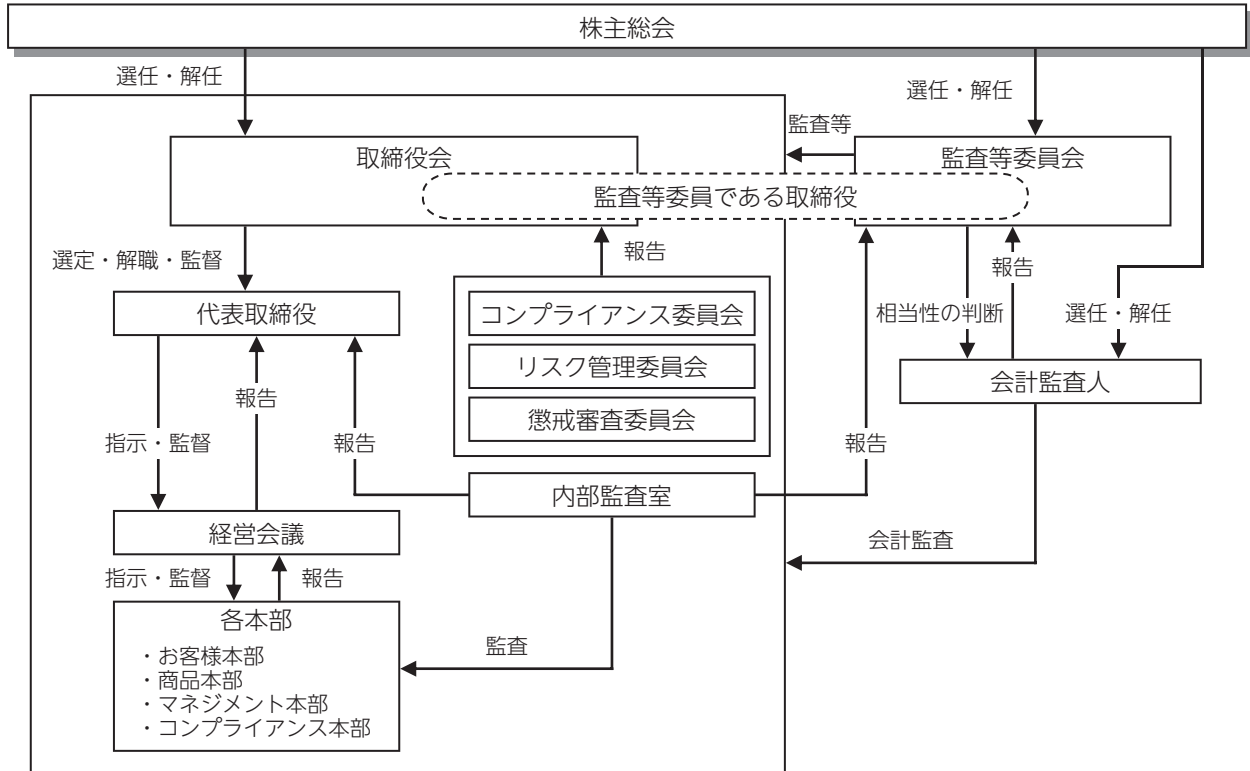 株主総会
選任・解任
選任・解任
監査等
取締役会
監査等委員会
監査等委員である取締役
選定・解職・監督
報告
報告
代表取締役
コンプライアンス委員会
相当性の判断
選任・解任
リスク管理委員会
会計監査人
報告
懲戒審査委員会
指示・監督
報告
報告
内部監査室
経営会議
会計監査
指示・監督
報告
各本部
監査
・お客様本部
・商品本部
・マネジメント本部
・コンプライアンス本部